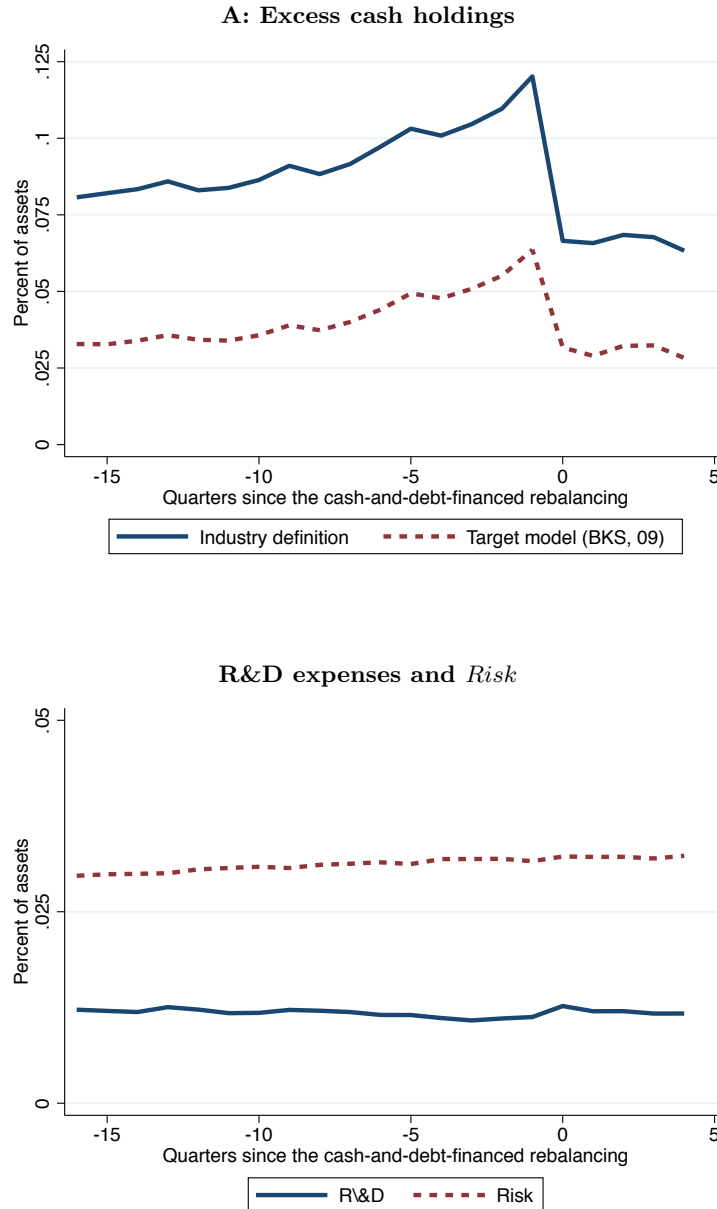 A: Excess cash holdings
Percent of assets
.125
.1
.075
.05
.025
0
-15 -10 -5 0 5
Quarters since the cash-and-debt-financed rebalancing
Industry definition Target model (BKS, 09)
R&D expenses and Risk
Percent of assets
.05
.025
0
-15 -10 -5 0 5
Quarters since the cash-and-debt-financed rebalancing
R\&D Risk